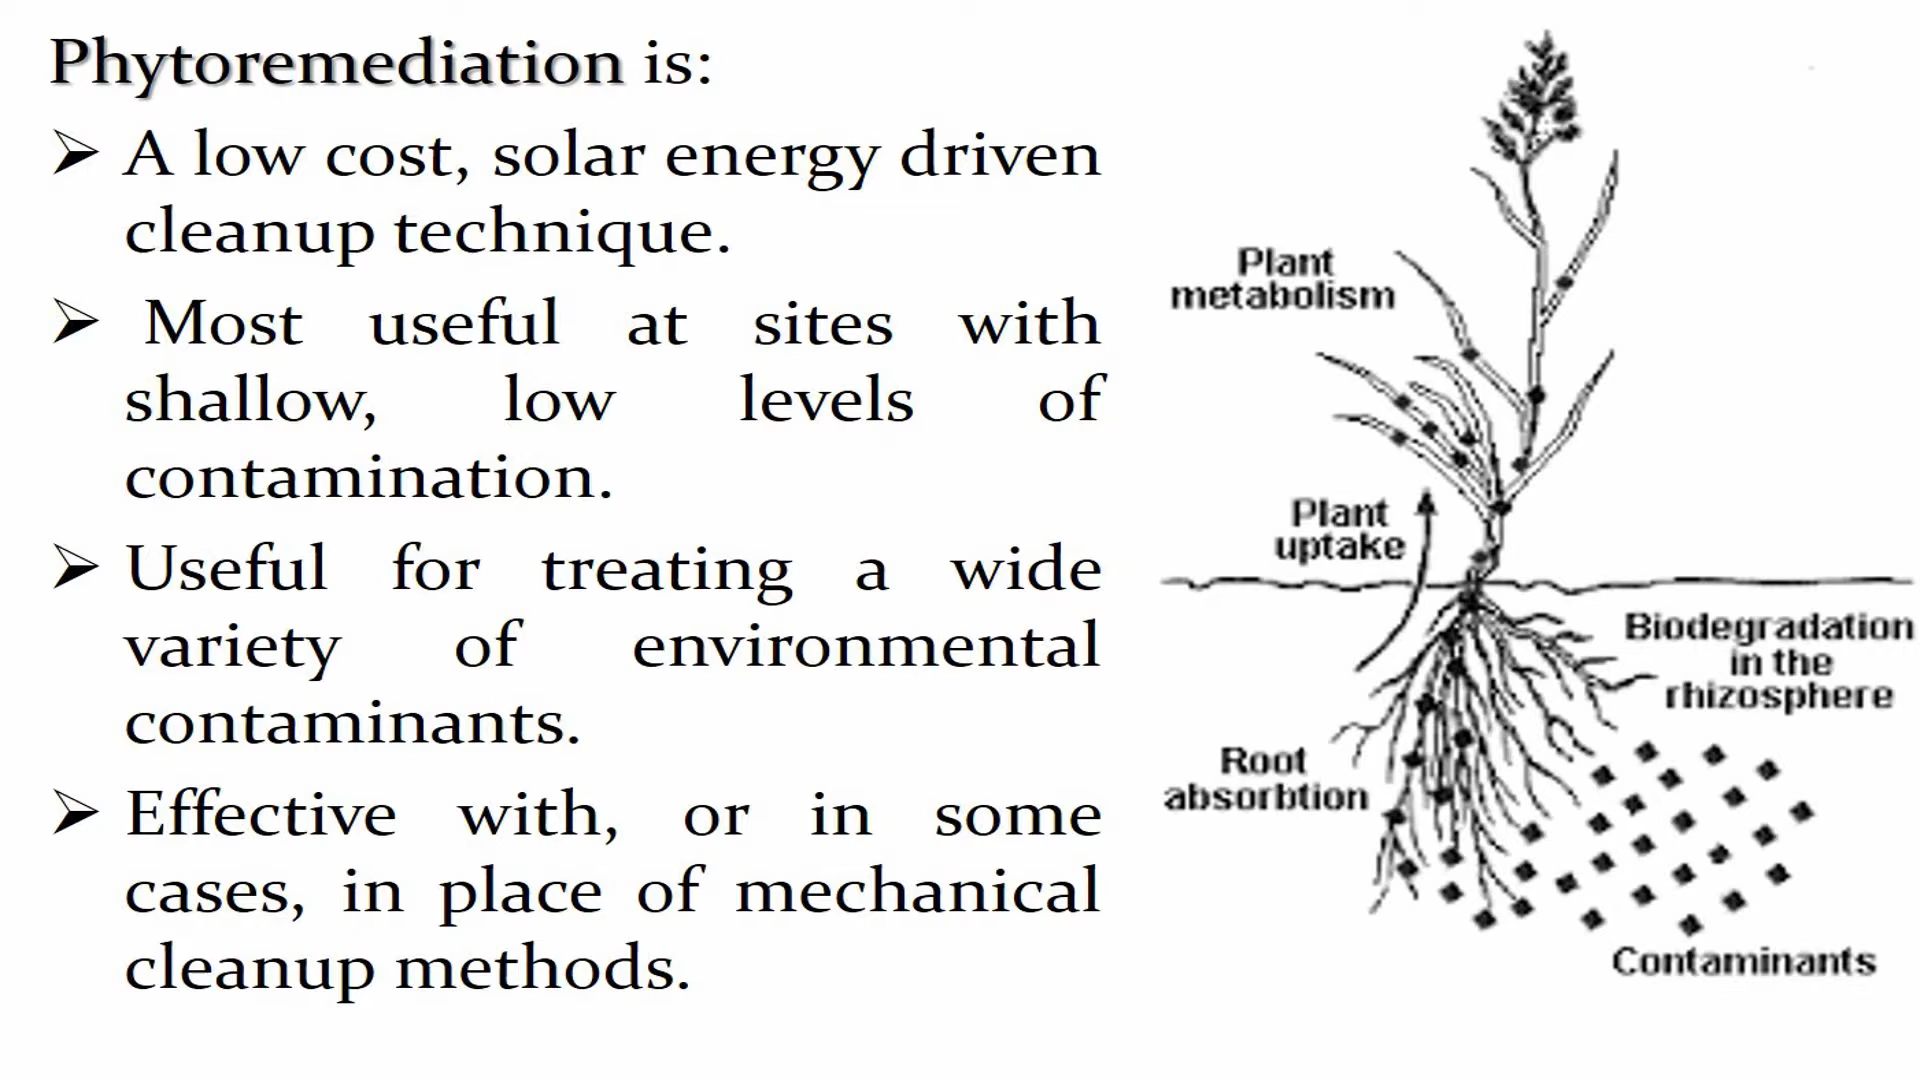 Phytoremediation is:
➢ A low cost, solar energy driven
cleanup technique.
➢ Most useful at sites with
shallow, low levels of
contamination.
➢ Useful for treating a wide
variety of environmental
contaminants.
➢ Effective with, or in some
cases, in place of mechanical
cleanup methods.
Plant
metabolism
Plant
uptake
Biodegradation
in the
rhizosphere
Root
absorbtion
Contaminants